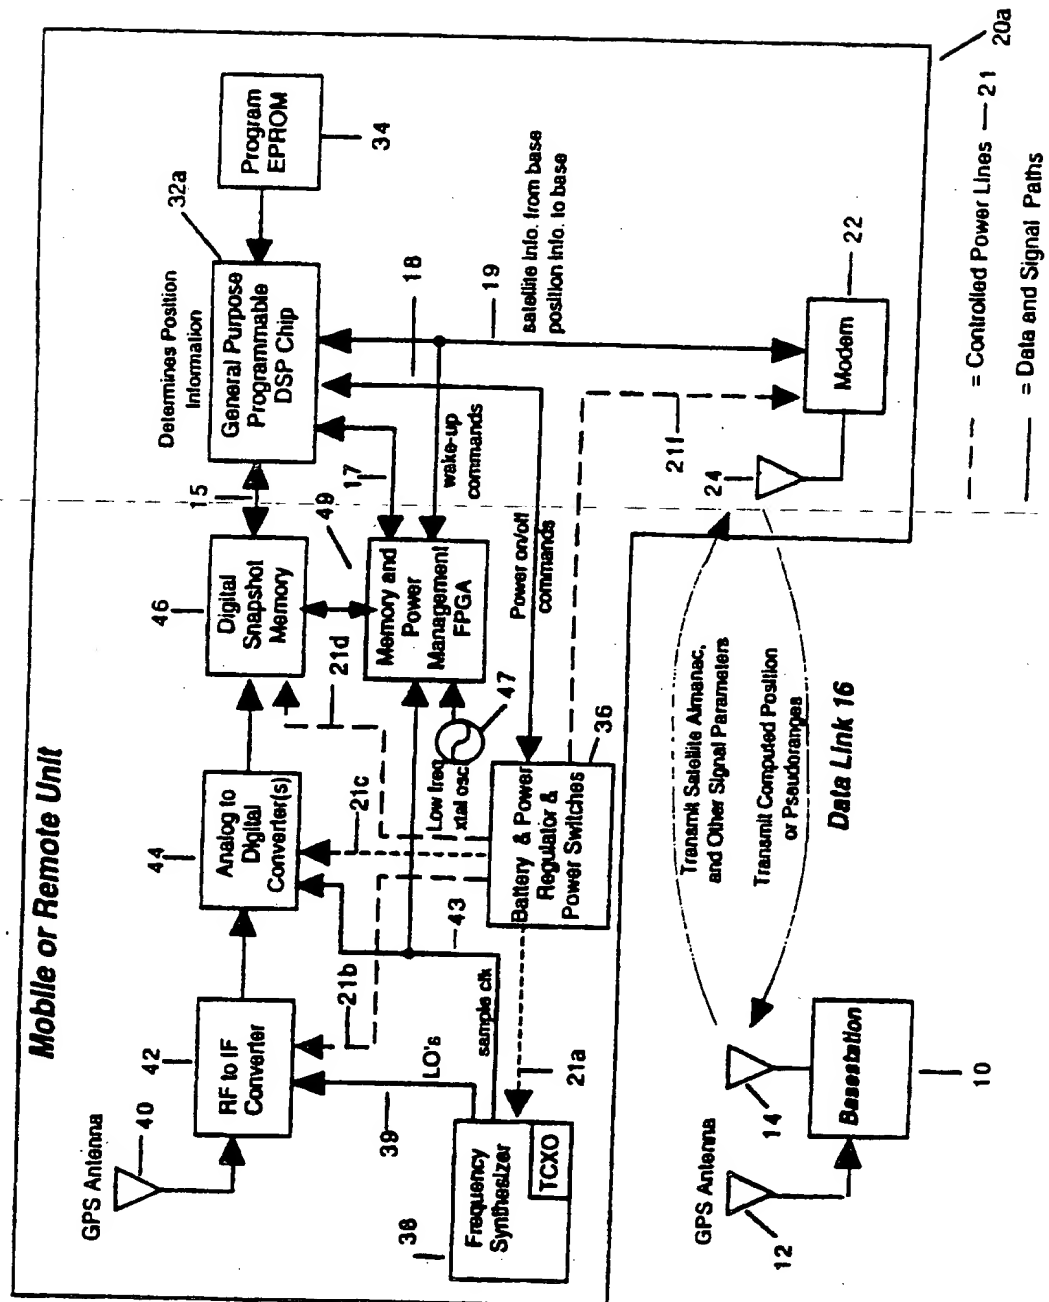 Mobile or Remote Unit
GPS Antenna
40
42
RF to IF
Converter
44
Analog to
Digital
Converter(s)
46
Digital
Snapshot
Memory
15
Determines Position
Information
General Purpose
Programmable
DSP Chip
32a
Program
EPROM
34
39
LO's
21b
21c
21d
49
17
18
Memory and
Power
Management
FPGA
wake-up
commands
19
satellite info. from base
position info. to base
38
Frequency
Synthesizer
TCXO
sample clk
43
Low freq
xtal osc.
47
21a
Battery & Power
Regulator &
Power Switches
36
Power on/off
commands
21f
24
Modem
22
20a
GPS Antenna
12
14
Basestation
10
Transmit Satellite Almanac,
and Other Signal Parameters
Transmit Computed Position
or Pseudoranges
Data Link 16
= Controlled Power Lines
21
= Data and Signal Paths